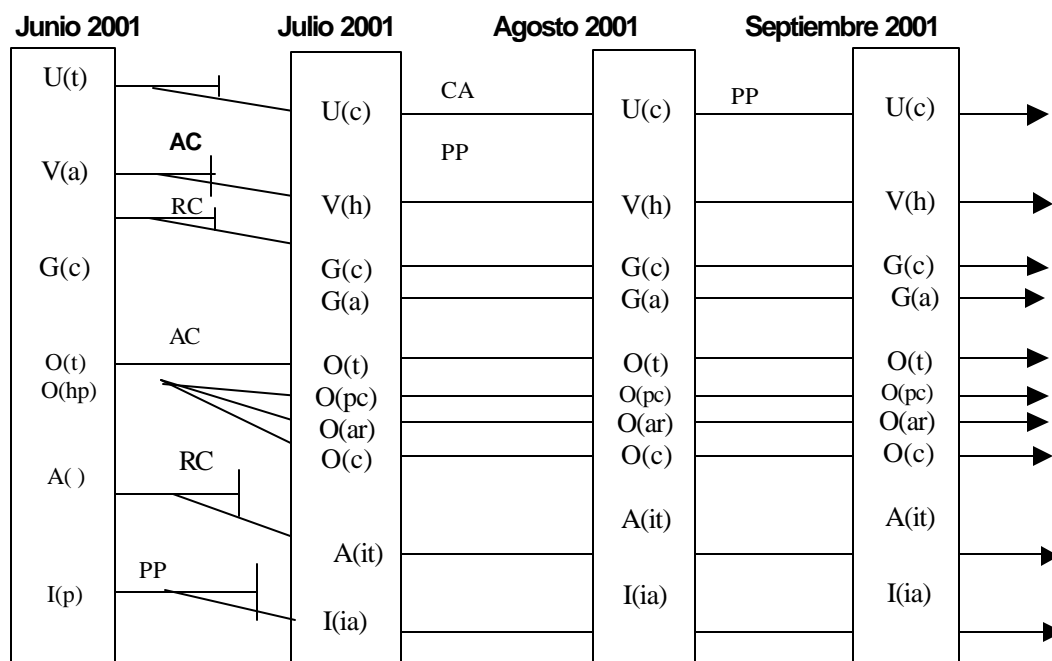 Junio 2001 Julio 2001 Agosto 2001 Septiembre 2001
U(t)
AC
V(a)
RC
G(c)
AC
O(t)
O(hp)
RC
A( )
PP
I(p)
U(c)
V(h)
G(c)
G(a)
O(t)
O(pc)
O(ar)
O(c)
A(it)
I(ia)
CA
PP
U(c)
V(h)
G(c)
G(a)
O(t)
O(pc)
O(ar)
O(c)
A(it)
I(ia)
PP
U(c)
V(h)
G(c)
G(a)
O(t)
O(pc)
O(ar)
O(c)
A(it)
I(ia)